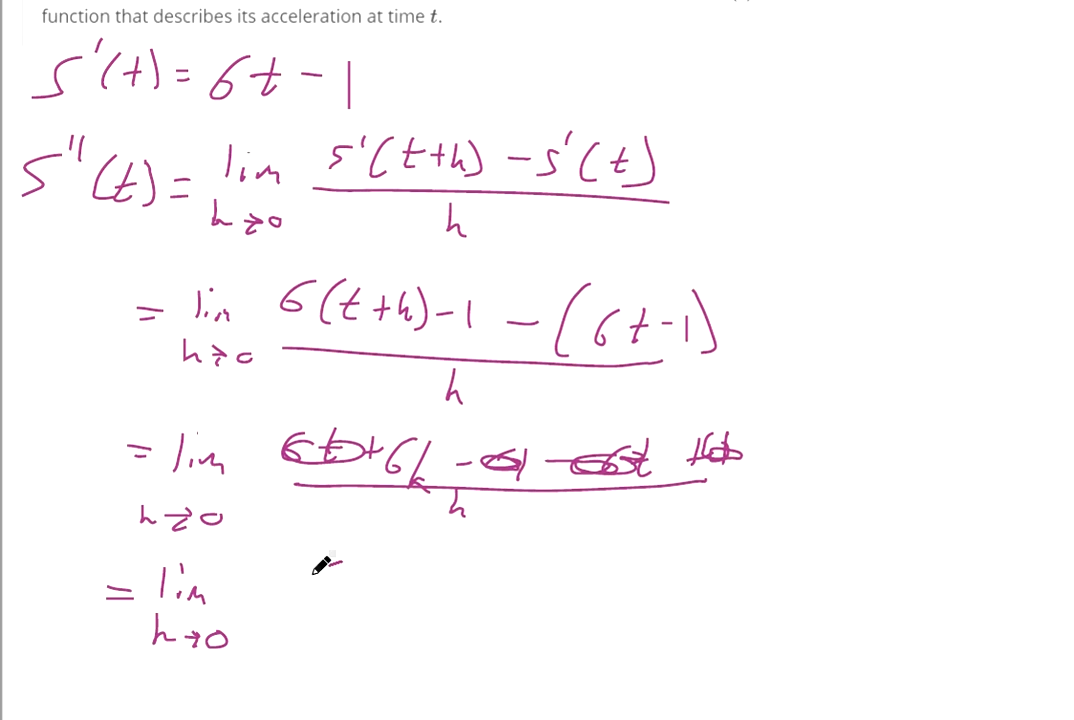 function that describes its acceleration at time t.
s'(t) = 6t - 1
s''(t) = lim h→0 s'(t+h) - s'(t) / h
= lim h→0 6(t+h) - 1 - (6t - 1) / h
= lim h→0 6t + 6h - 1 - 6t + 1 / h
= lim h→0